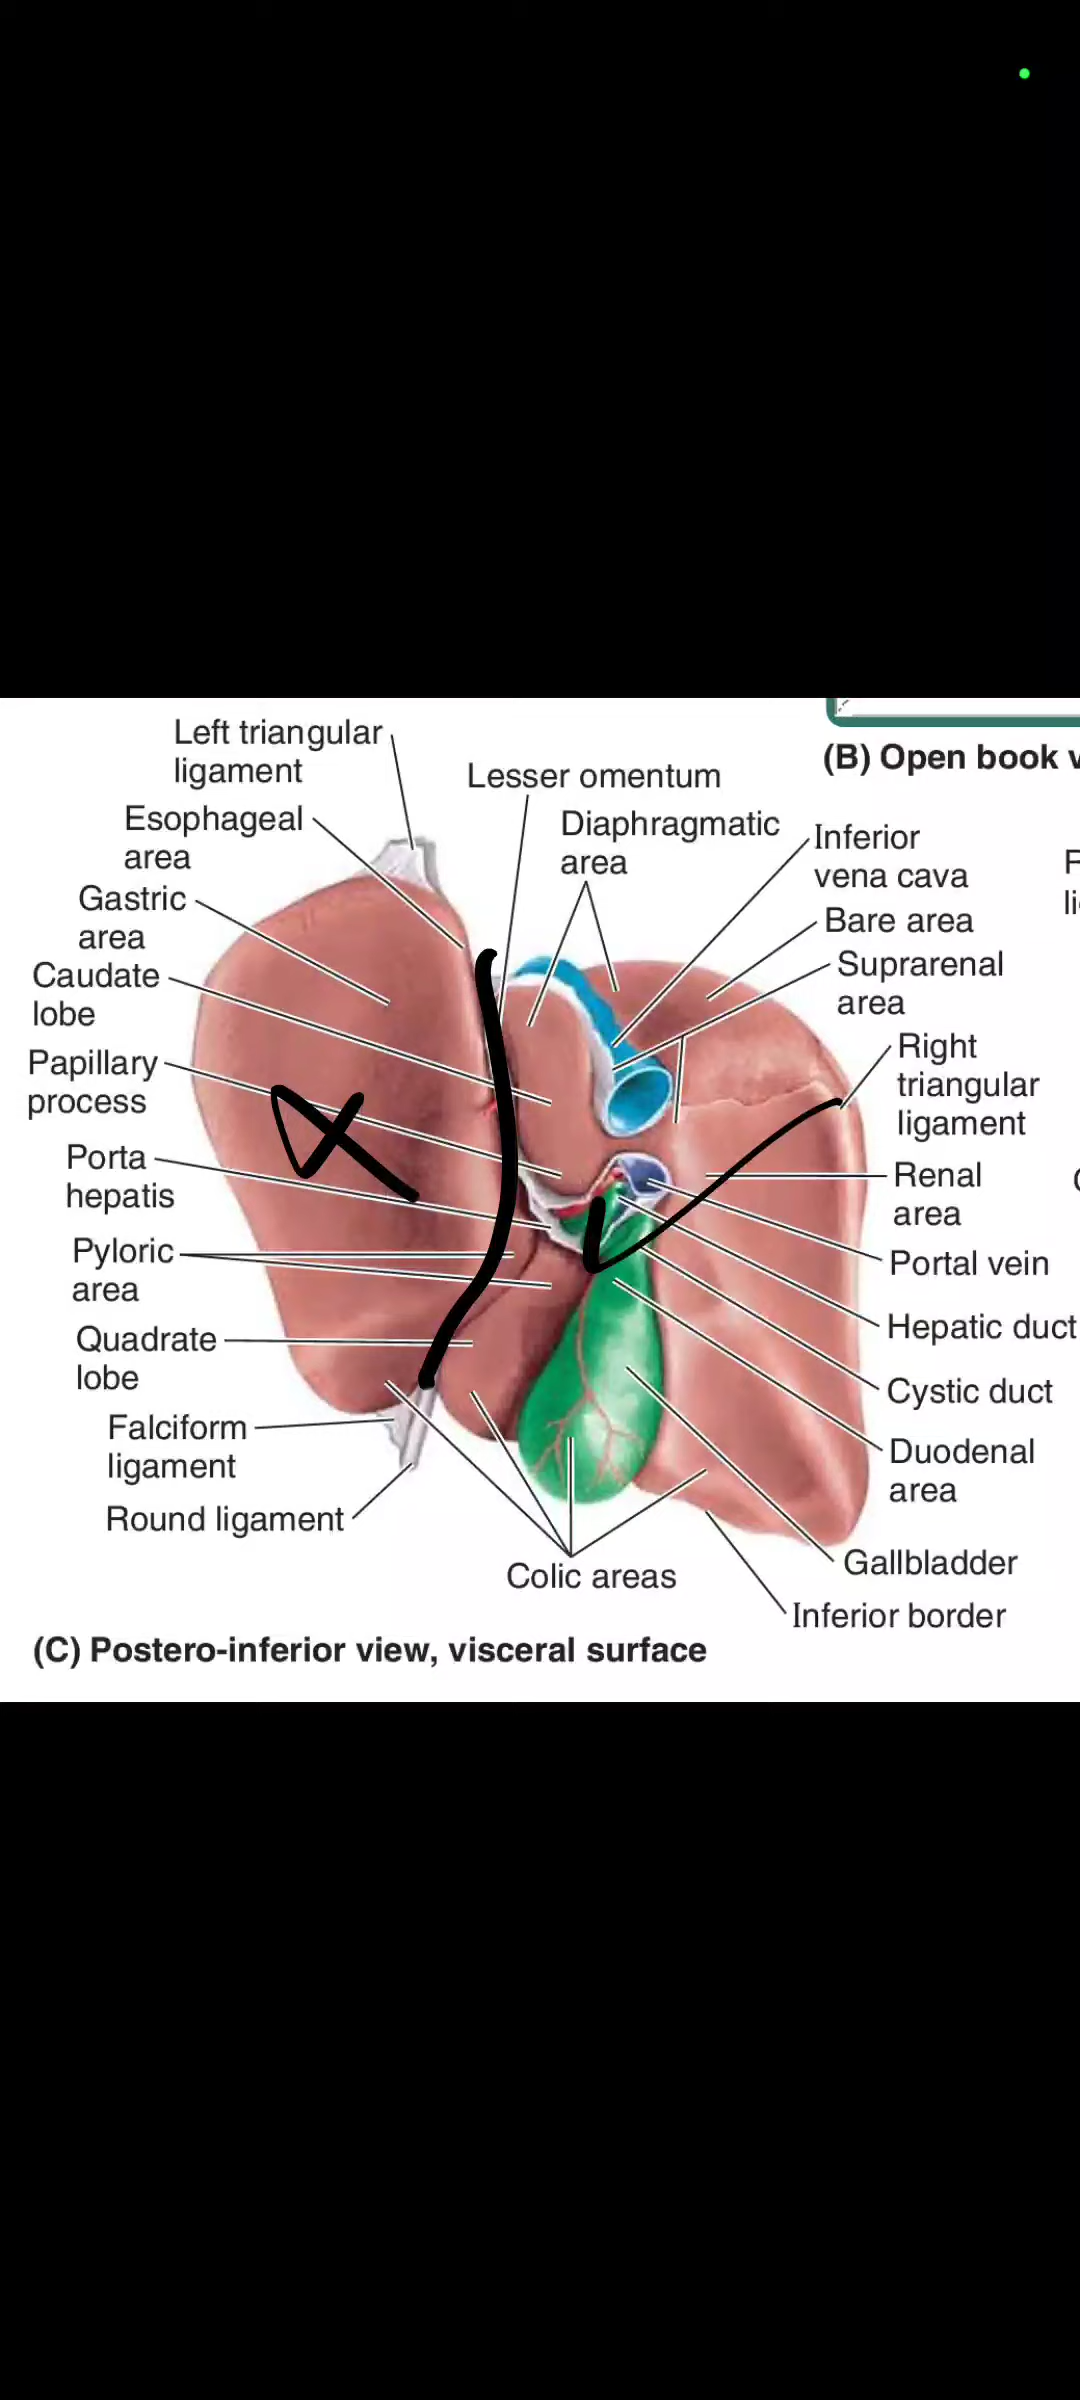 (B) Open book v
Left triangular
ligament
Lesser omentum
Esophageal
area
Diaphragmatic
area
Inferior
vena cava
Gastric
area
Bare area
Caudate
lobe
Suprarenal
area
Papillary
process
Right
triangular
ligament
Porta
hepatis
Renal
area
Pyloric
area
Portal vein
Quadrate
lobe
Hepatic duct
Cystic duct
Falciform
ligament
Duodenal
area
Round ligament
Colic areas
Gallbladder
Inferior border
(C) Postero-inferior view, visceral surface